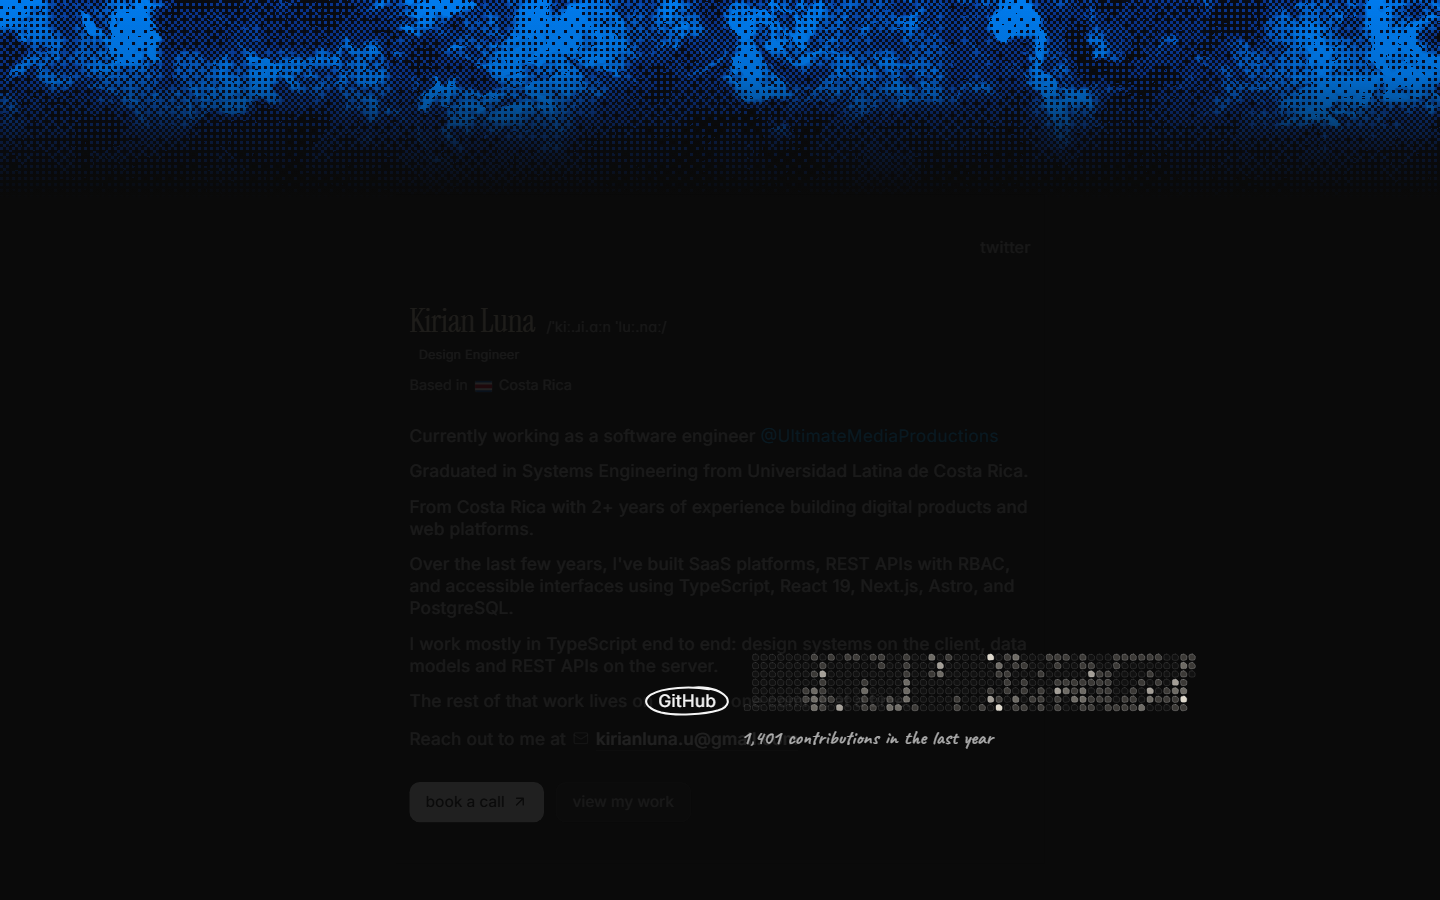 twitter
Kirian Luna /ˈkiː.ɹi.ɑːn ˈluː.nɑː/
Design Engineer
Based in Costa Rica
Currently working as a software engineer @UltimateMediaProductions
Graduated in Systems Engineering from Universidad Latina de Costa Rica.
From Costa Rica with 2+ years of experience building digital products and
web platforms.
Over the last few years, I've built SaaS platforms, REST APIs with RBAC,
and accessible interfaces using TypeScript, React 19, Next.js, Astro, and
PostgreSQL.
I work mostly in TypeScript end to end: design systems on the client, data
models and REST APIs on the server.
The rest of that work lives GitHub
Reach out to me at kirianluna.u@gma
1,401 contributions in the last year
book a call
view my work